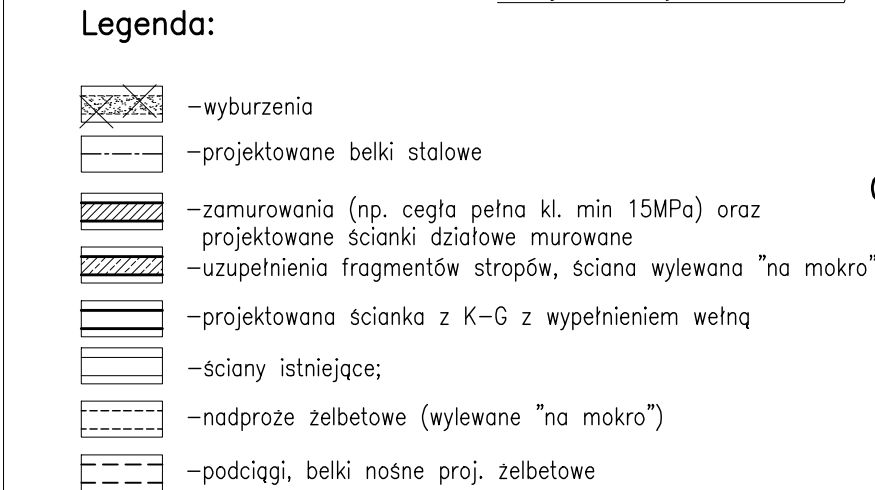 Legenda:
-wyburzenia
-projektowane belki stalowe
-zamurowania (np. cegła pełna kl. min 15MPa) oraz
projektowane ścianki działowe murowane
-uzupełnienia fragmentów stropów, ściana wylewana "na mokro"
-projektowana ścianka z K-G z wypełnieniem wełną
-ściany istniejące;
-nadproże żelbetowe (wylewane "na mokro")
-podciągi, belki nośne proj. żelbetowe